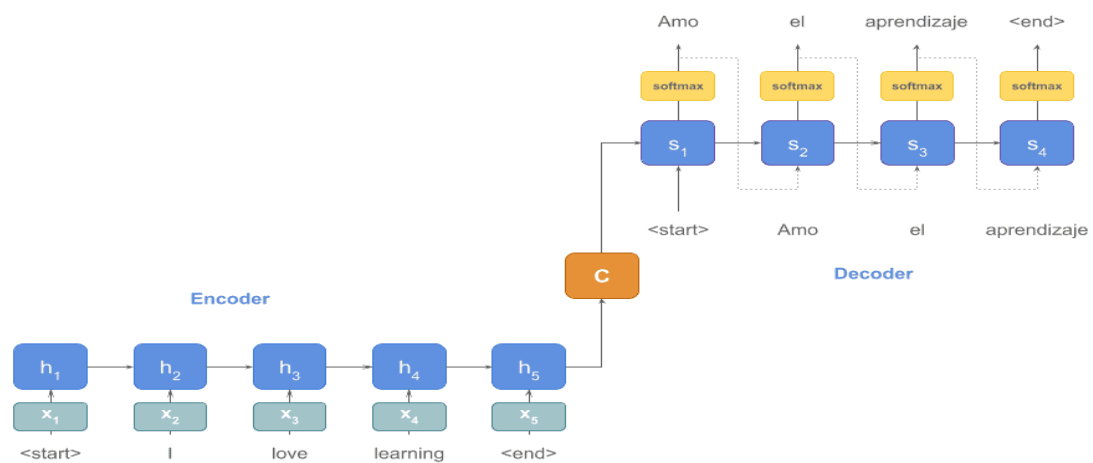 Amo el aprendizaje <end>
softmax softmax softmax softmax
s1 s2 s3 s4
<start> Amo el aprendizaje
C
Decoder
Encoder
h1 h2 h3 h4 h5
x1 x2 x3 x4 x5
<start> I love learning <end>